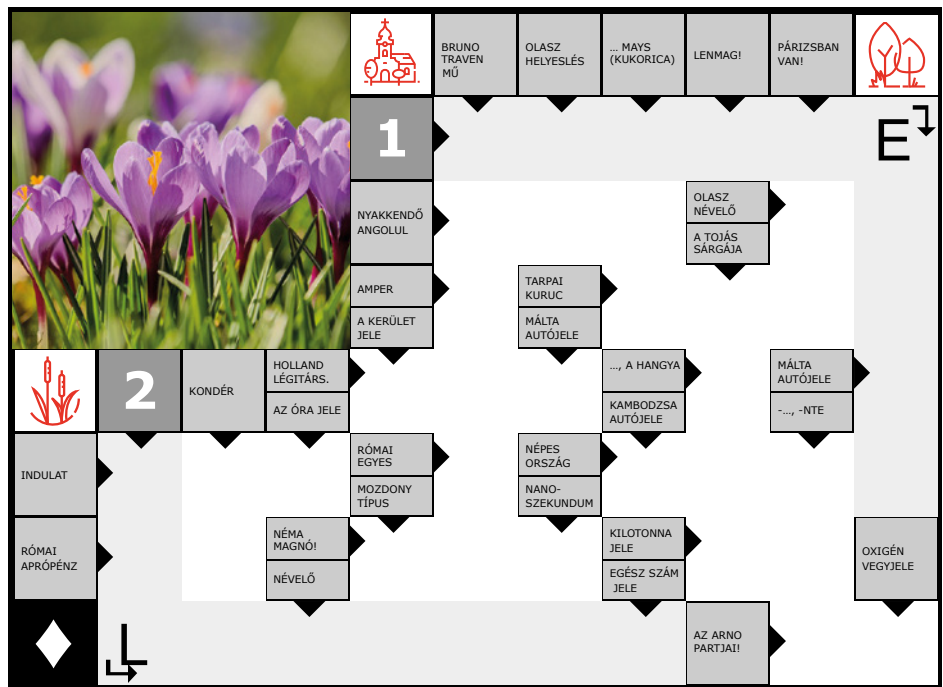 BRUNO
TRAVEN
MŰ
OLASZ
HELYESLÉS
... MAYS
(KUKORICA)
LENMAG!
PÁRIZSBAN
VAN!
1
E
NYAKKENDŐ
ANGOLUL
OLASZ
NÉVELŐ
A TOJÁS
SÁRGÁJA
AMPER
A KERÜLET
JELE
TARPAI
KURUC
MÁLTA
AUTÓJELE
2
KONDÉR
HOLLAND
LÉGITÁRS.
AZ ÓRA JELE
..., A HANGYA
KAMBODZSA
AUTÓJELE
MÁLTA
AUTÓJELE
-..., -NTE
INDULAT
RÓMAI
EGYES
MOZDONY
TÍPUS
NÉPES
ORSZÁG
NANO-
SZEKUNDUM
RÓMAI
APRÓPÉNZ
NÉMA
MAGNÓ!
NÉVELŐ
KILOTONNA
JELE
EGÉSZ SZÁM
JELE
OXIGÉN
VEGYJELE
L
AZ ARNO
PARTJAI!